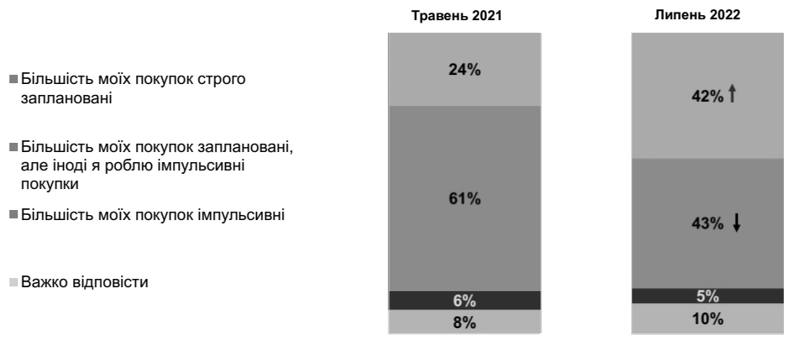 Травень 2021
Липень 2022
Більшість моїх покупок строго
заплановані
Більшість моїх покупок заплановані,
але іноді я роблю імпульсивні
покупки
Більшість моїх покупок імпульсивні
Важко відповісти
24%
61%
6%
8%
42%
43%
5%
10%